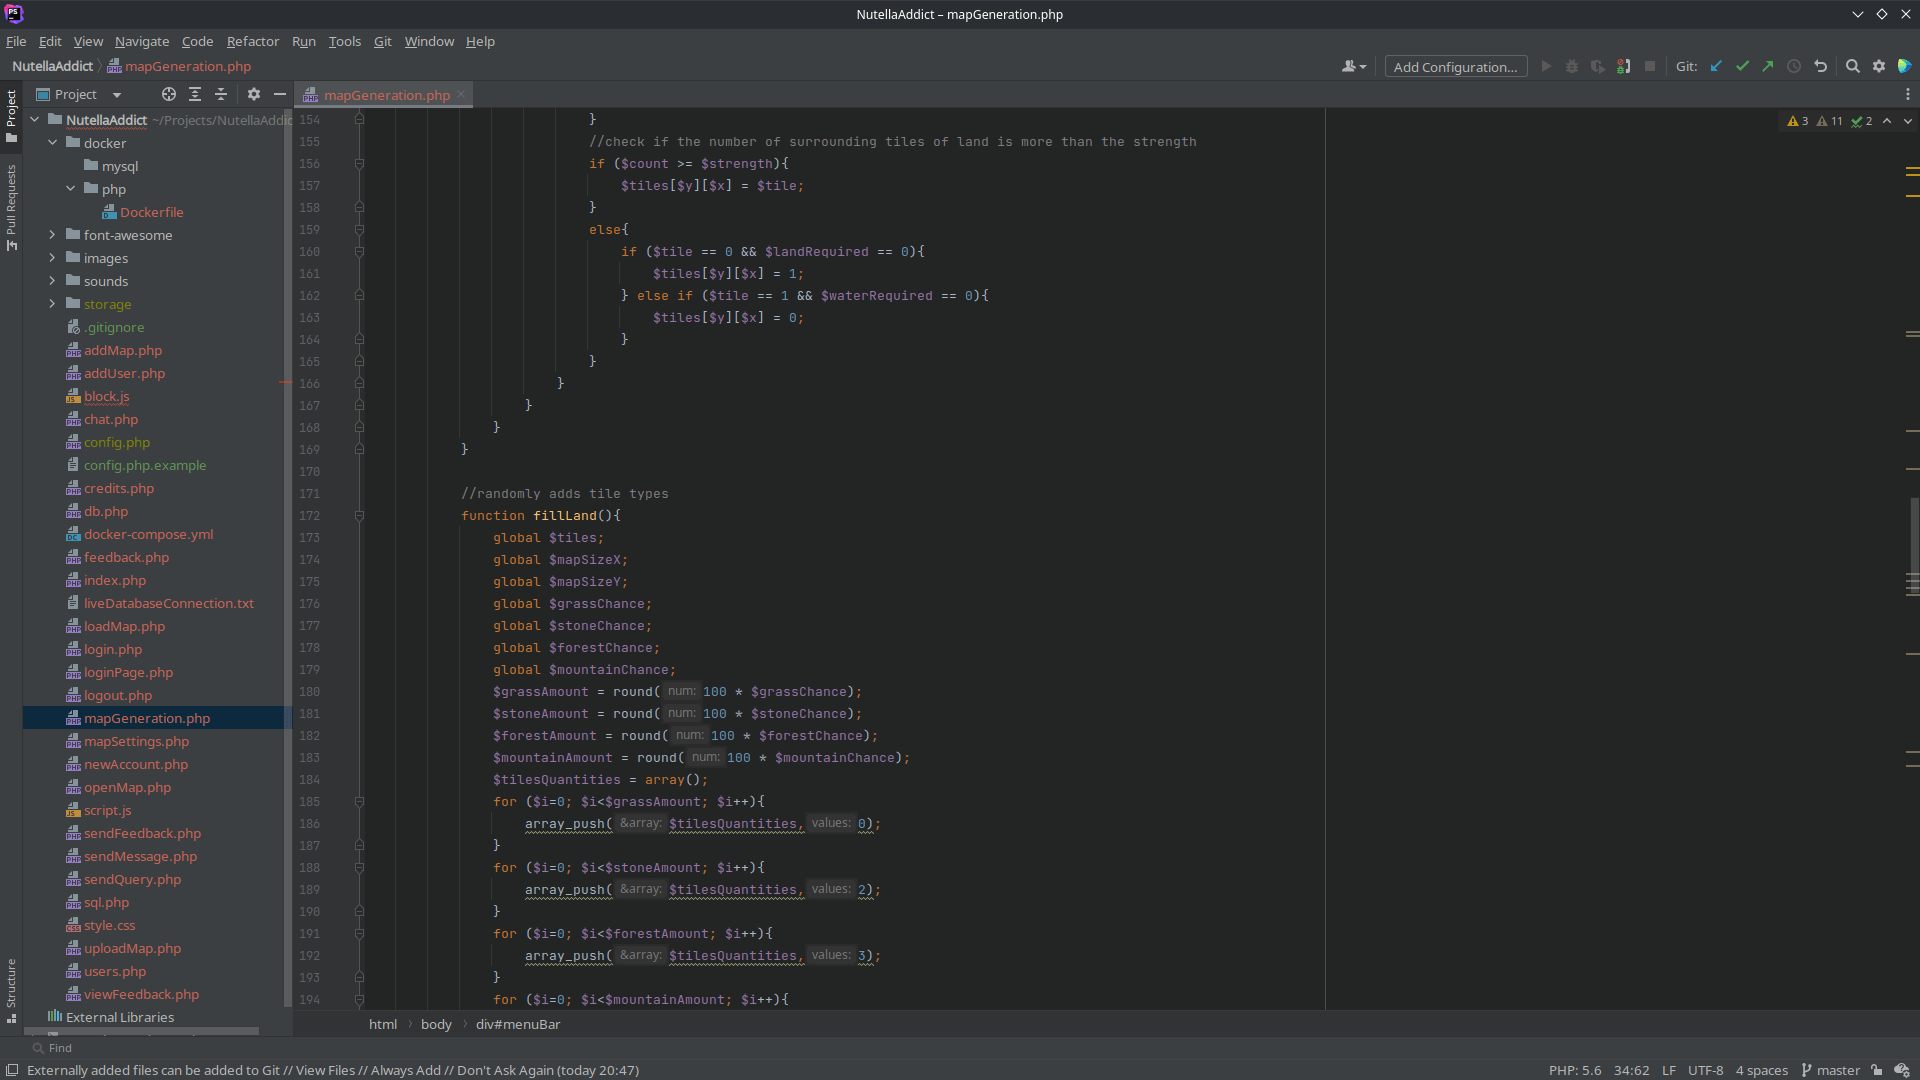 NutellaAddict – mapGeneration.php
File Edit View Navigate Code Refactor Run Tools Git Window Help
NutellaAddict mapGeneration.php
Add Configuration...
Git:
Project
Pull Requests
Structure
Project
NutellaAddict ~/Projects/NutellaAddic
docker
mysql
php
Dockerfile
font-awesome
images
sounds
storage
.gitignore
addMap.php
addUser.php
block.js
chat.php
config.php
config.php.example
credits.php
db.php
docker-compose.yml
feedback.php
index.php
liveDatabaseConnection.txt
loadMap.php
login.php
loginPage.php
logout.php
mapGeneration.php
mapSettings.php
newAccount.php
openMap.php
script.js
sendFeedback.php
sendMessage.php
sendQuery.php
sql.php
style.css
uploadMap.php
users.php
viewFeedback.php
External Libraries
mapGeneration.php
3 11 2
154 }
155 //check if the number of surrounding tiles of land is more than the strength
156 if ($count >= $strength){
157 $tiles[$y][$x] = $tile;
158 }
159 else{
160 if ($tile == 0 && $landRequired == 0){
161 $tiles[$y][$x] = 1;
162 } else if ($tile == 1 && $waterRequired == 0){
163 $tiles[$y][$x] = 0;
164 }
165 }
166 }
167 }
168 }
169 }
170
171 //randomly adds tile types
172 function fillLand(){
173 global $tiles;
174 global $mapSizeX;
175 global $mapSizeY;
176 global $grassChance;
177 global $stoneChance;
178 global $forestChance;
179 global $mountainChance;
180 $grassAmount = round( num: 100 * $grassChance);
181 $stoneAmount = round( num: 100 * $stoneChance);
182 $forestAmount = round( num: 100 * $forestChance);
183 $mountainAmount = round( num: 100 * $mountainChance);
184 $tilesQuantities = array();
185 for ($i=0; $i<$grassAmount; $i++){
186 array_push( &array: $tilesQuantities, values: 0);
187 }
188 for ($i=0; $i<$stoneAmount; $i++){
189 array_push( &array: $tilesQuantities, values: 2);
190 }
191 for ($i=0; $i<$forestAmount; $i++){
192 array_push( &array: $tilesQuantities, values: 3);
193 }
194 for ($i=0; $i<$mountainAmount; $i++){
html body div#menuBar
Find
Externally added files can be added to Git // View Files // Always Add // Don't Ask Again (today 20:47)
PHP: 5.6 34:62 LF UTF-8 4 spaces master